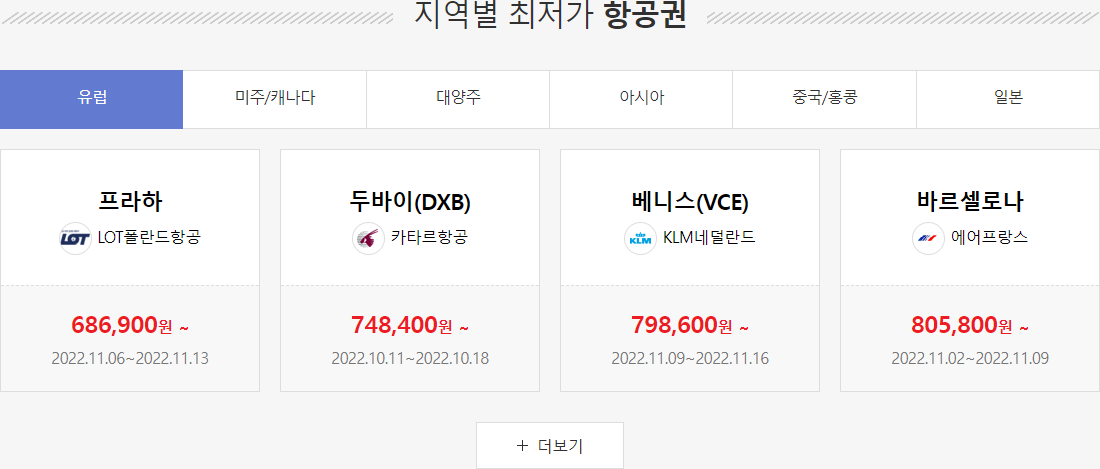 지역별 최저가 항공권
유럽
미주/캐나다
대양주
아시아
중국/홍콩
일본
프라하
LOT LOT폴란드항공
686,900원 ~
2022.11.06~2022.11.13
두바이(DXB)
카타르항공
748,400원 ~
2022.10.11~2022.10.18
베니스(VCE)
KLM KLM네덜란드
798,600원 ~
2022.11.09~2022.11.16
바르셀로나
에어프랑스
805,800원 ~
2022.11.02~2022.11.09
+ 더보기